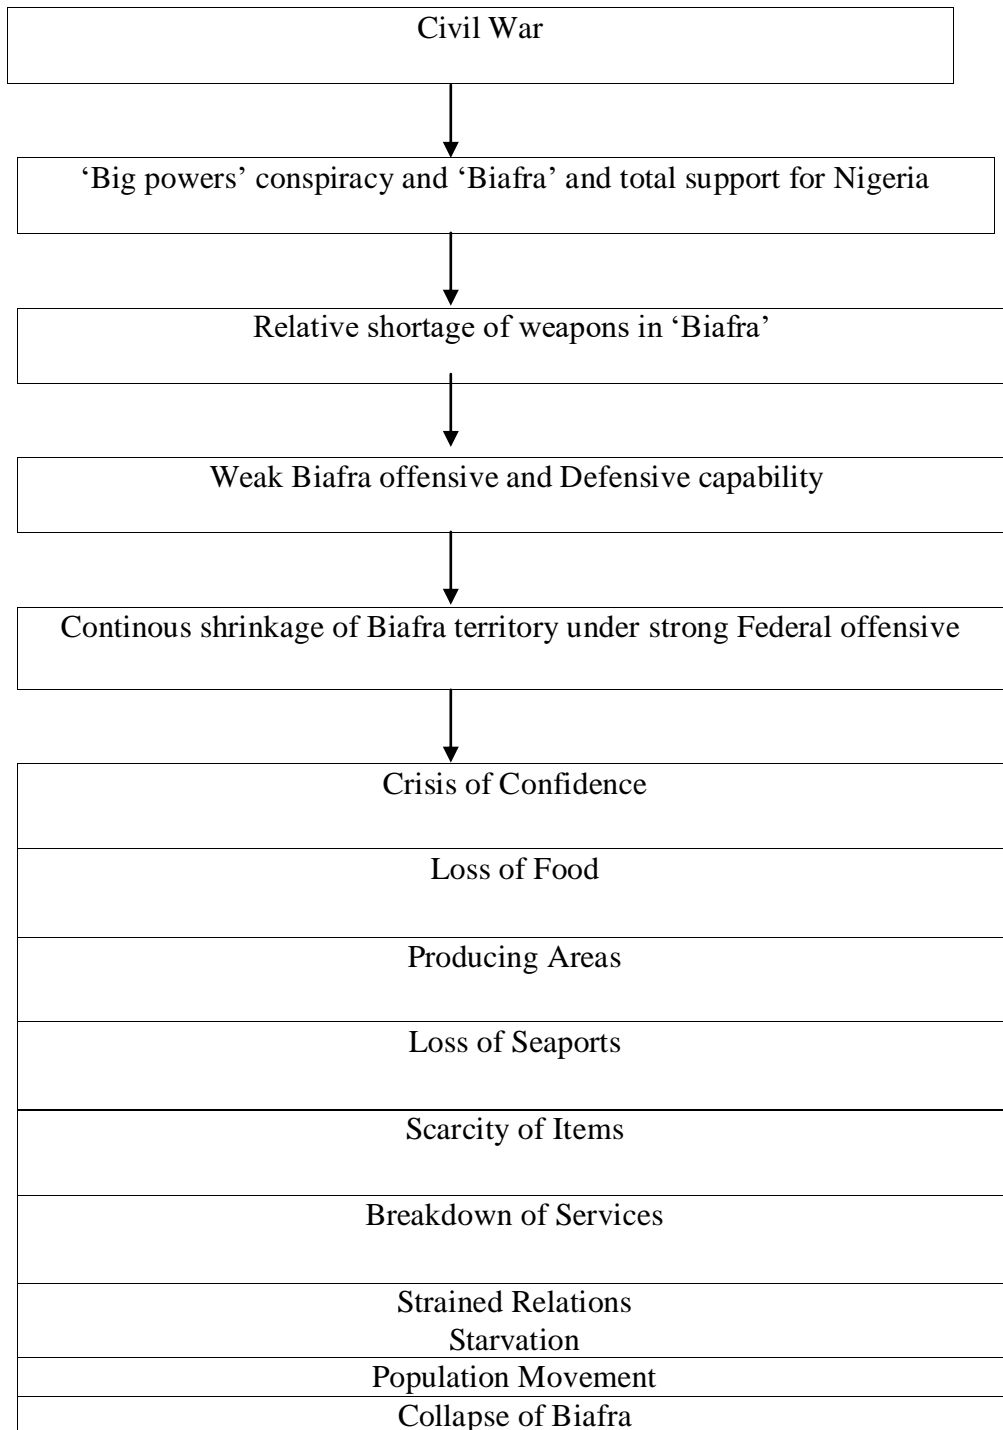 Civil War
‘Big powers’ conspiracy and ‘Biafra’ and total support for Nigeria
Relative shortage of weapons in ‘Biafra’
Weak Biafra offensive and Defensive capability
Continous shrinkage of Biafra territory under strong Federal offensive
Crisis of Confidence
Loss of Food
Producing Areas
Loss of Seaports
Scarcity of Items
Breakdown of Services
Strained Relations
Starvation
Population Movement
Collapse of Biafra